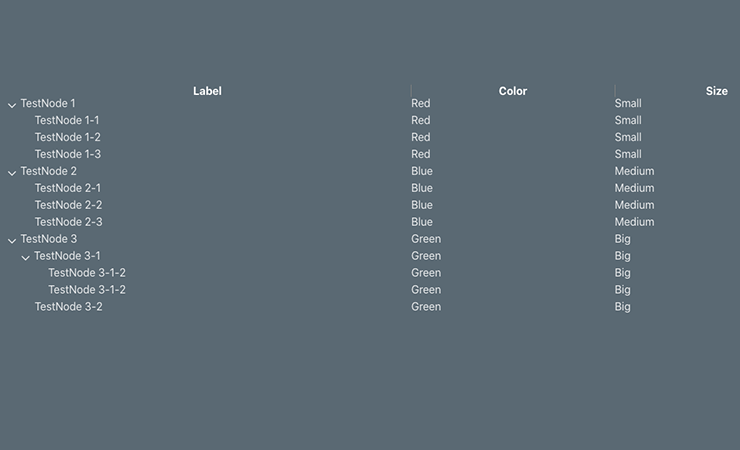 Label Color Size
TestNode 1 Red Small
TestNode 1-1 Red Small
TestNode 1-2 Red Small
TestNode 1-3 Red Small
TestNode 2 Blue Medium
TestNode 2-1 Blue Medium
TestNode 2-2 Blue Medium
TestNode 2-3 Blue Medium
TestNode 3 Green Big
TestNode 3-1 Green Big
TestNode 3-1-2 Green Big
TestNode 3-1-2 Green Big
TestNode 3-2 Green Big